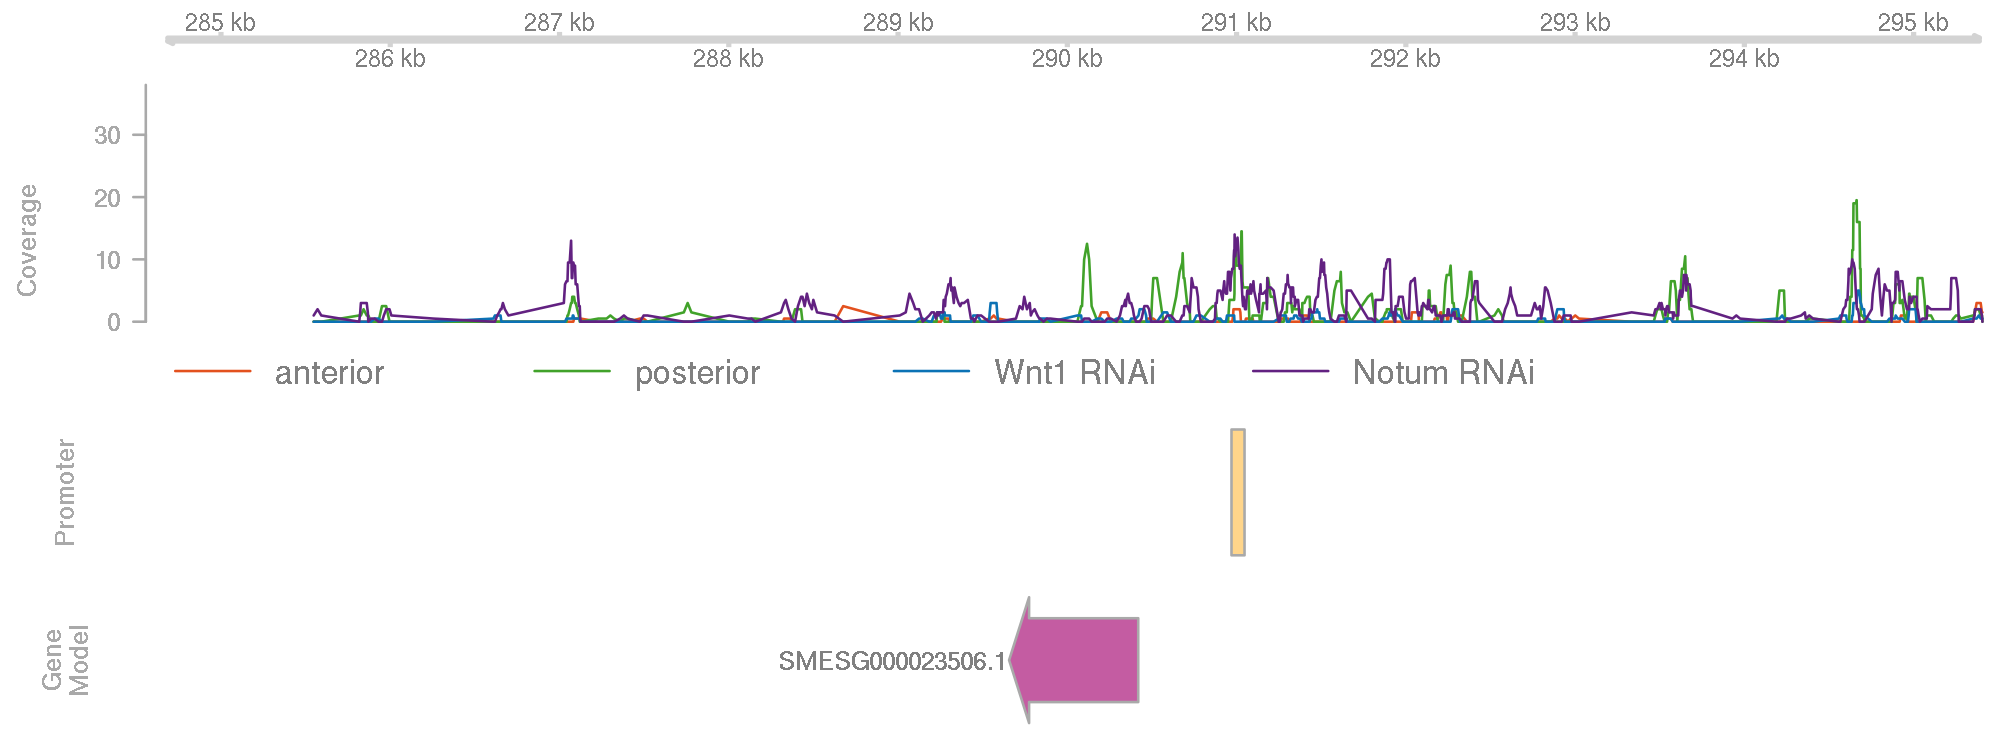 285 kb 287 kb 289 kb 291 kb 293 kb 295 kb
286 kb 288 kb 290 kb 292 kb 294 kb
Coverage
30
20
10
0
anterior posterior Wnt1 RNAi Notum RNAi
Promoter
Gene
Model
SMESG000023506.1